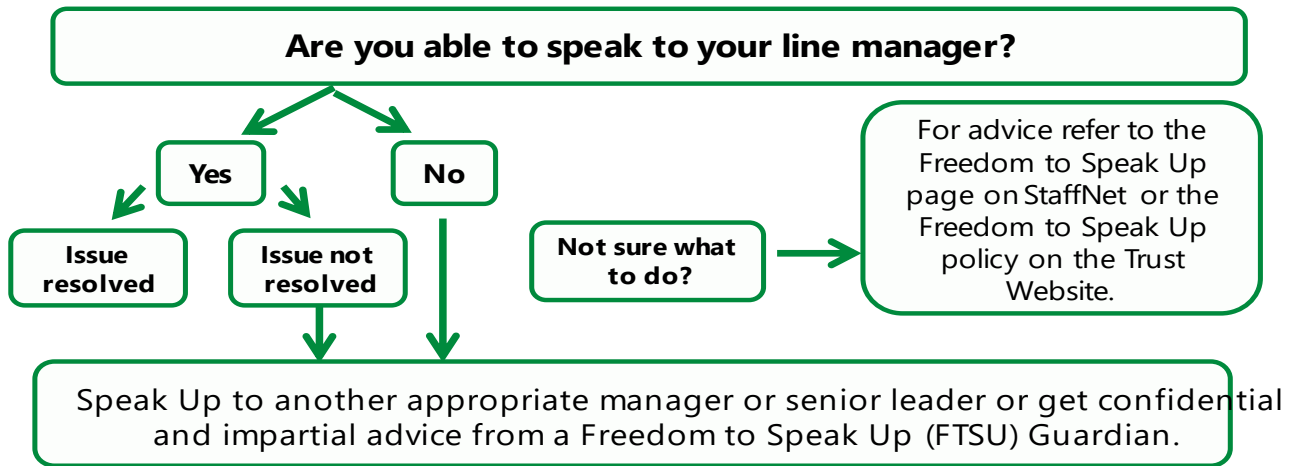 Are you able to speak to your line manager?
Yes
No
For advice refer to the
Freedom to Speak Up
page on StaffNet or the
Freedom to Speak Up
policy on the Trust
Website.
Issue
resolved
Issue not
resolved
Not sure what
to do?
Speak Up to another appropriate manager or senior leader or get confidential
and impartial advice from a Freedom to Speak Up (FTSU) Guardian.